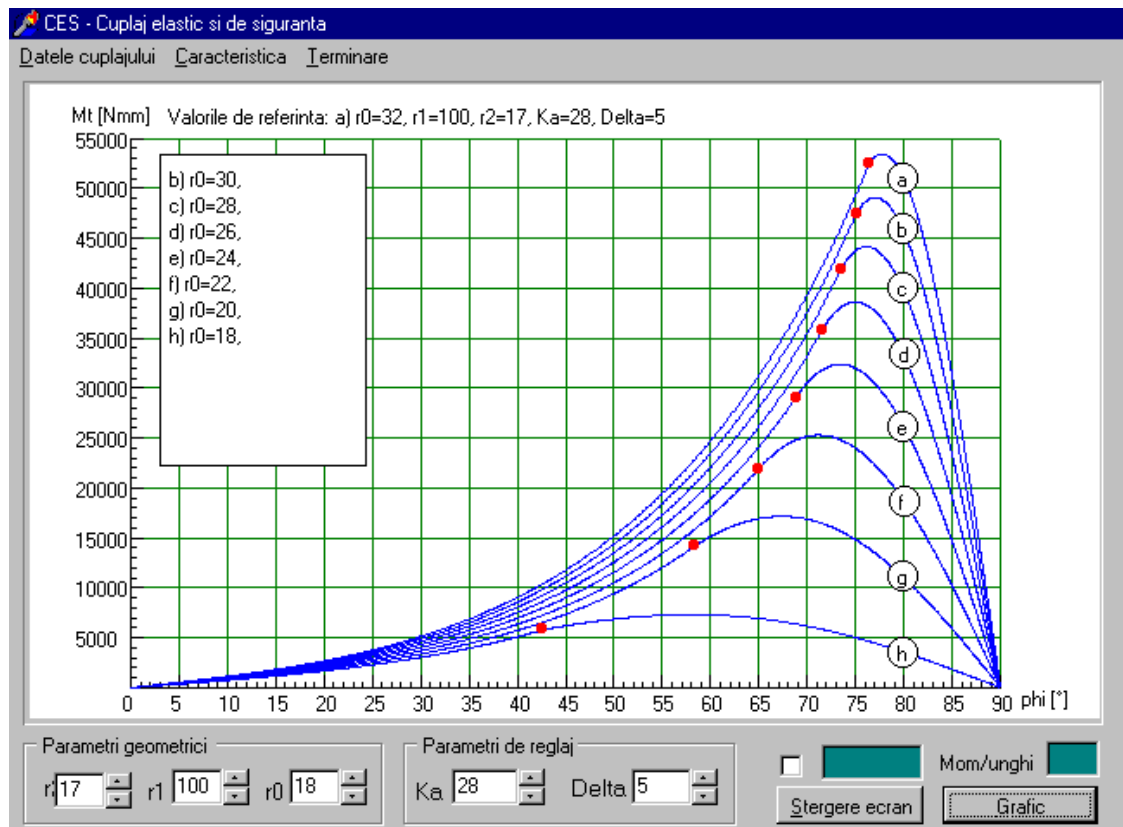 CES - Cuplaj elastic si de siguranta
Datele cuplajului Caracteristica Terminare
Mt [Nmm] Valorile de referinta: a) r0=32, r1=100, r2=17, Ka=28, Delta=5
55000
50000
45000
40000
35000
30000
25000
20000
15000
10000
5000
b) r0=30,
c) r0=28,
d) r0=26,
e) r0=24,
f) r0=22,
g) r0=20,
h) r0=18,
a
b
c
d
e
f
g
h
0 5 10 15 20 25 30 35 40 45 50 55 60 65 70 75 80 85 90 phi [°]
Parametri geometrici
17 r1 100 r0 18
Parametri de reglaj
Ka 28 Delta 5
Mom/unghi
Stergere ecran Grafic